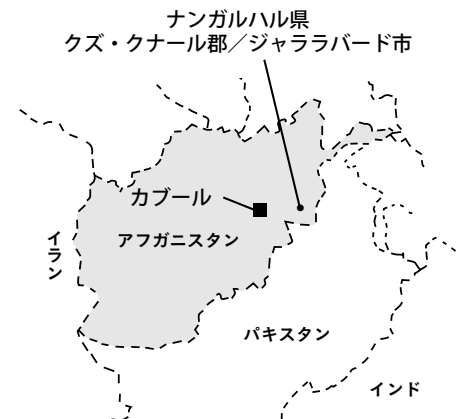 ナンガルハル県
クズ・クナール郡／ジャララバード市
カブール
アフガニスタン
イラン
パキスタン
インド